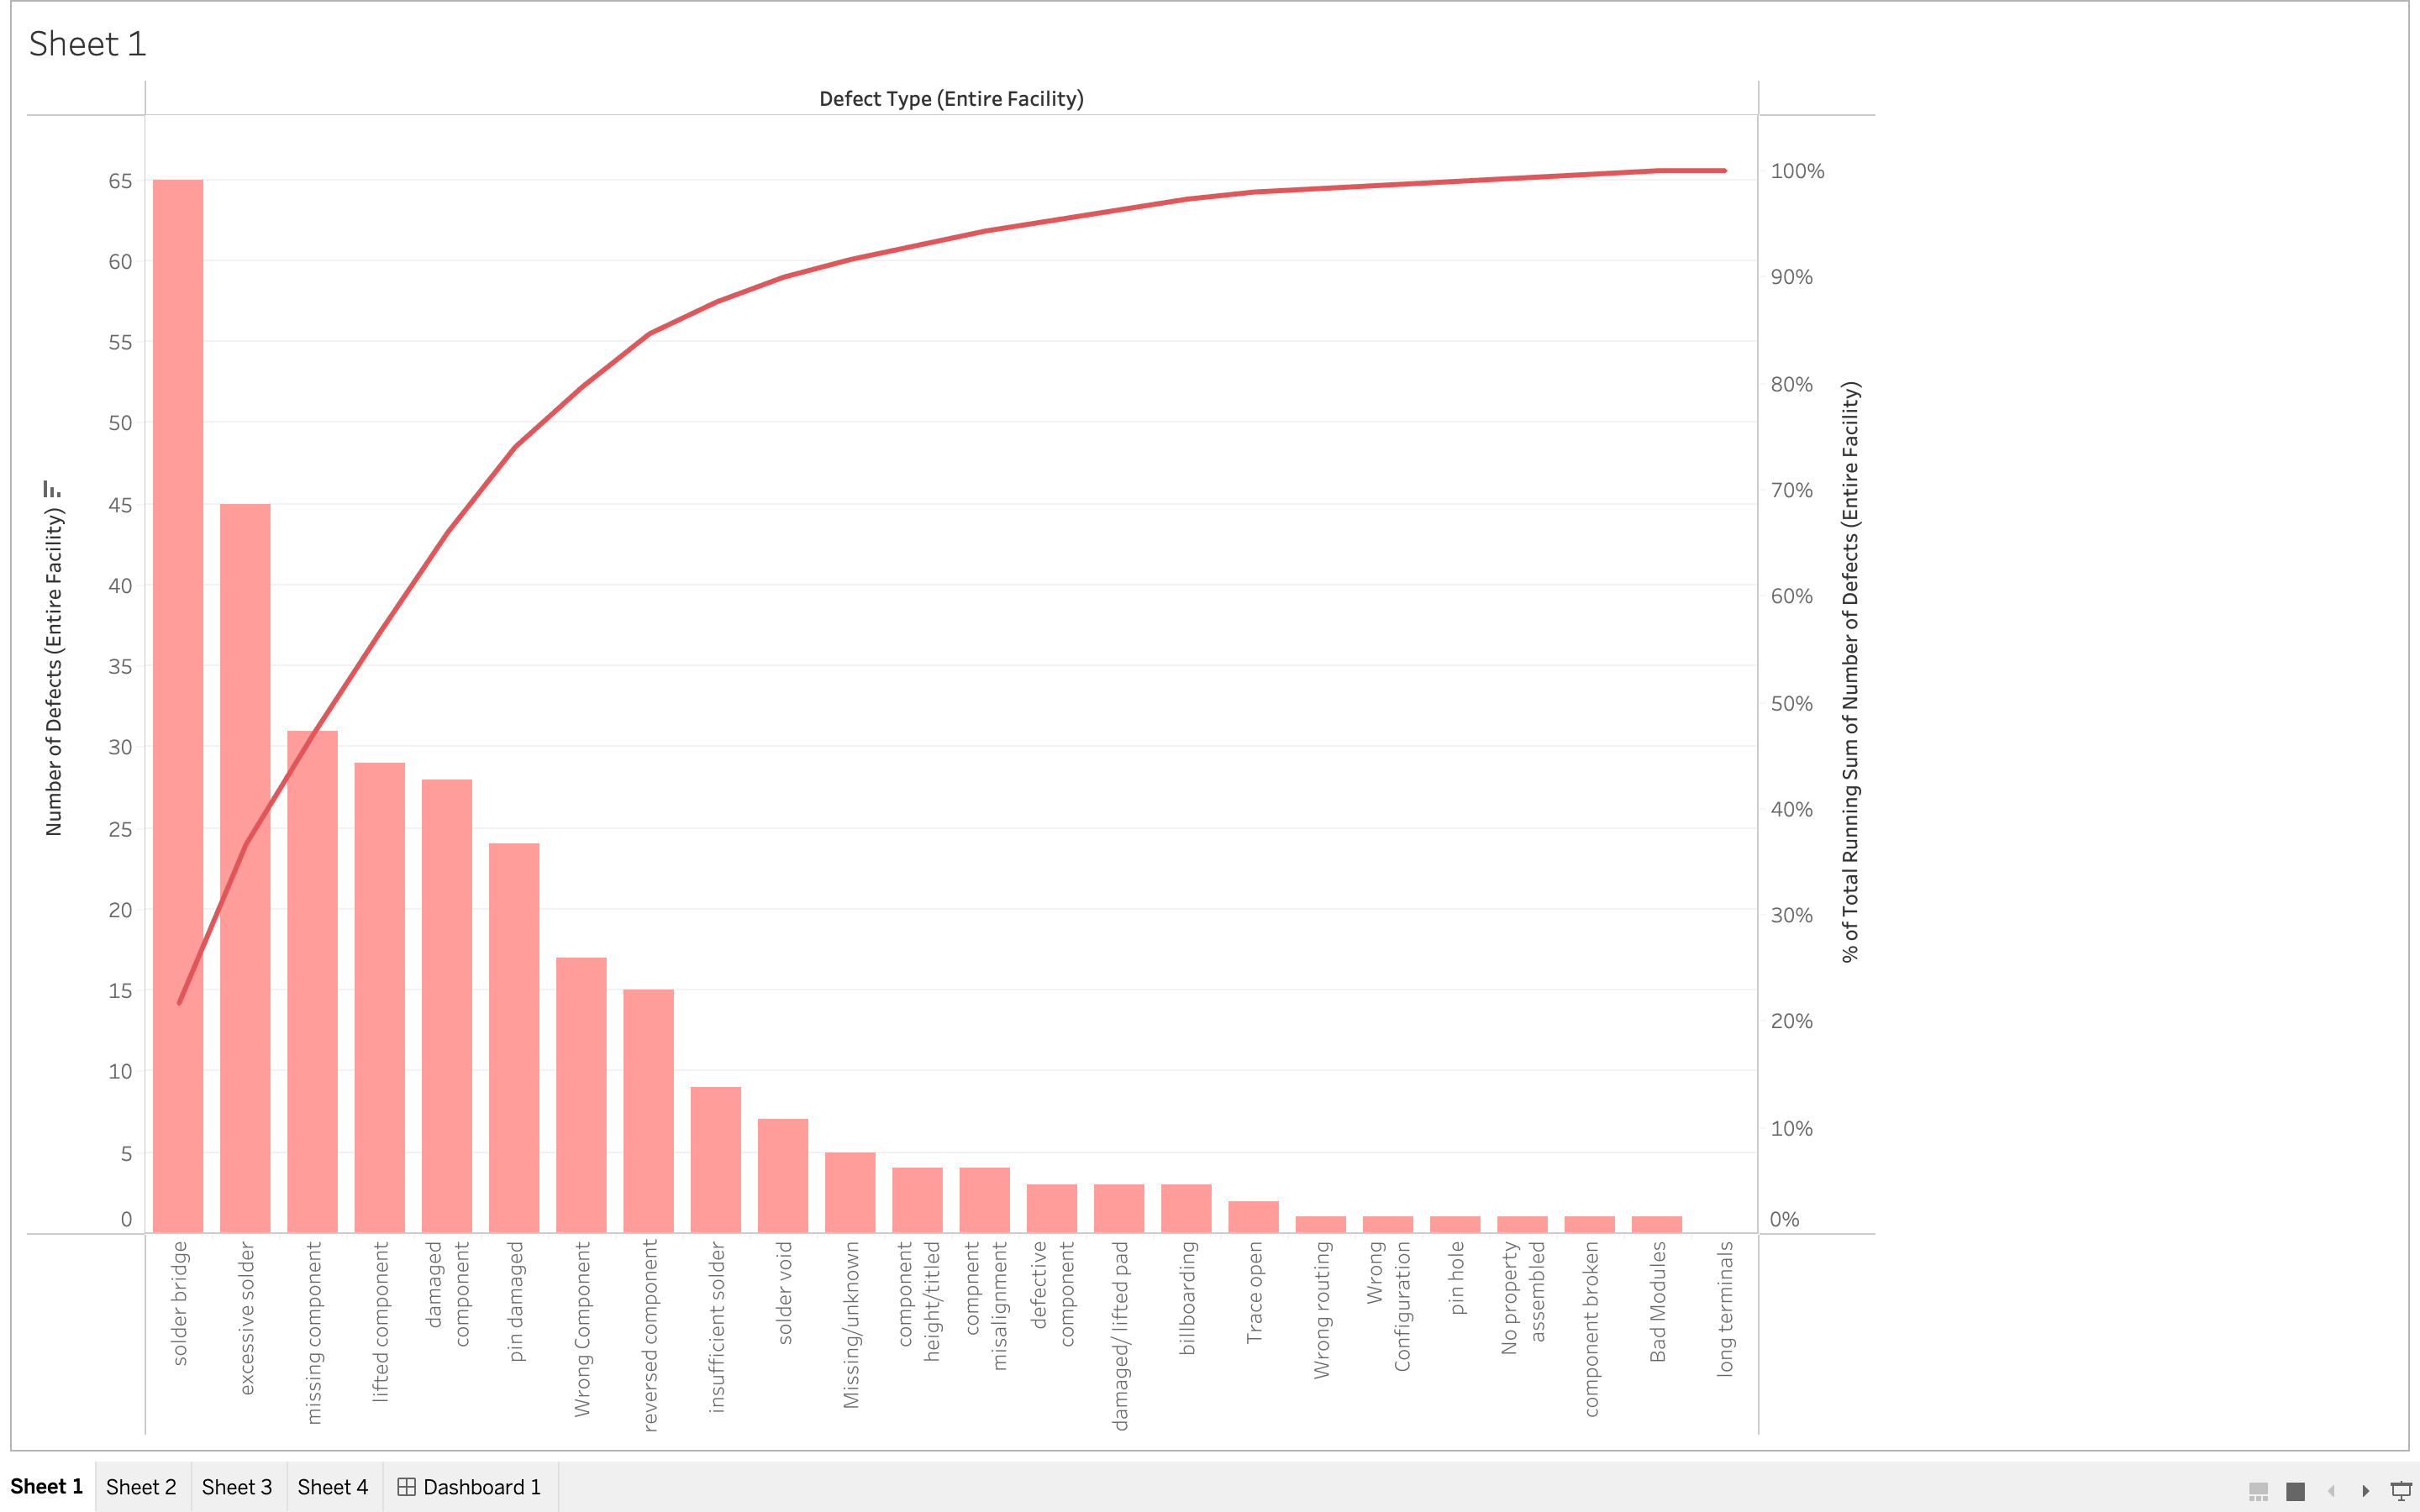 Sheet 1
Defect Type (Entire Facility)
Number of Defects (Entire Facility)
65
60
55
50
45
40
35
30
25
20
15
10
5
0
100%
90%
80%
70%
60%
50%
40%
30%
20%
10%
0%
% of Total Running Sum of Number of Defects (Entire Facility)
solder bridge
excessive solder
missing component
lifted component
damaged
component
pin damaged
Wrong Component
reversed component
insufficient solder
solder void
Missing/unknown
component
height/titled
compnent
misalignment
defective
component
damaged/ lifted pad
billboarding
Trace open
Wrong routing
Wrong
Configuration
pin hole
No property
assembled
component broken
Bad Modules
long terminals
Sheet 1
Sheet 2
Sheet 3
Sheet 4
Dashboard 1